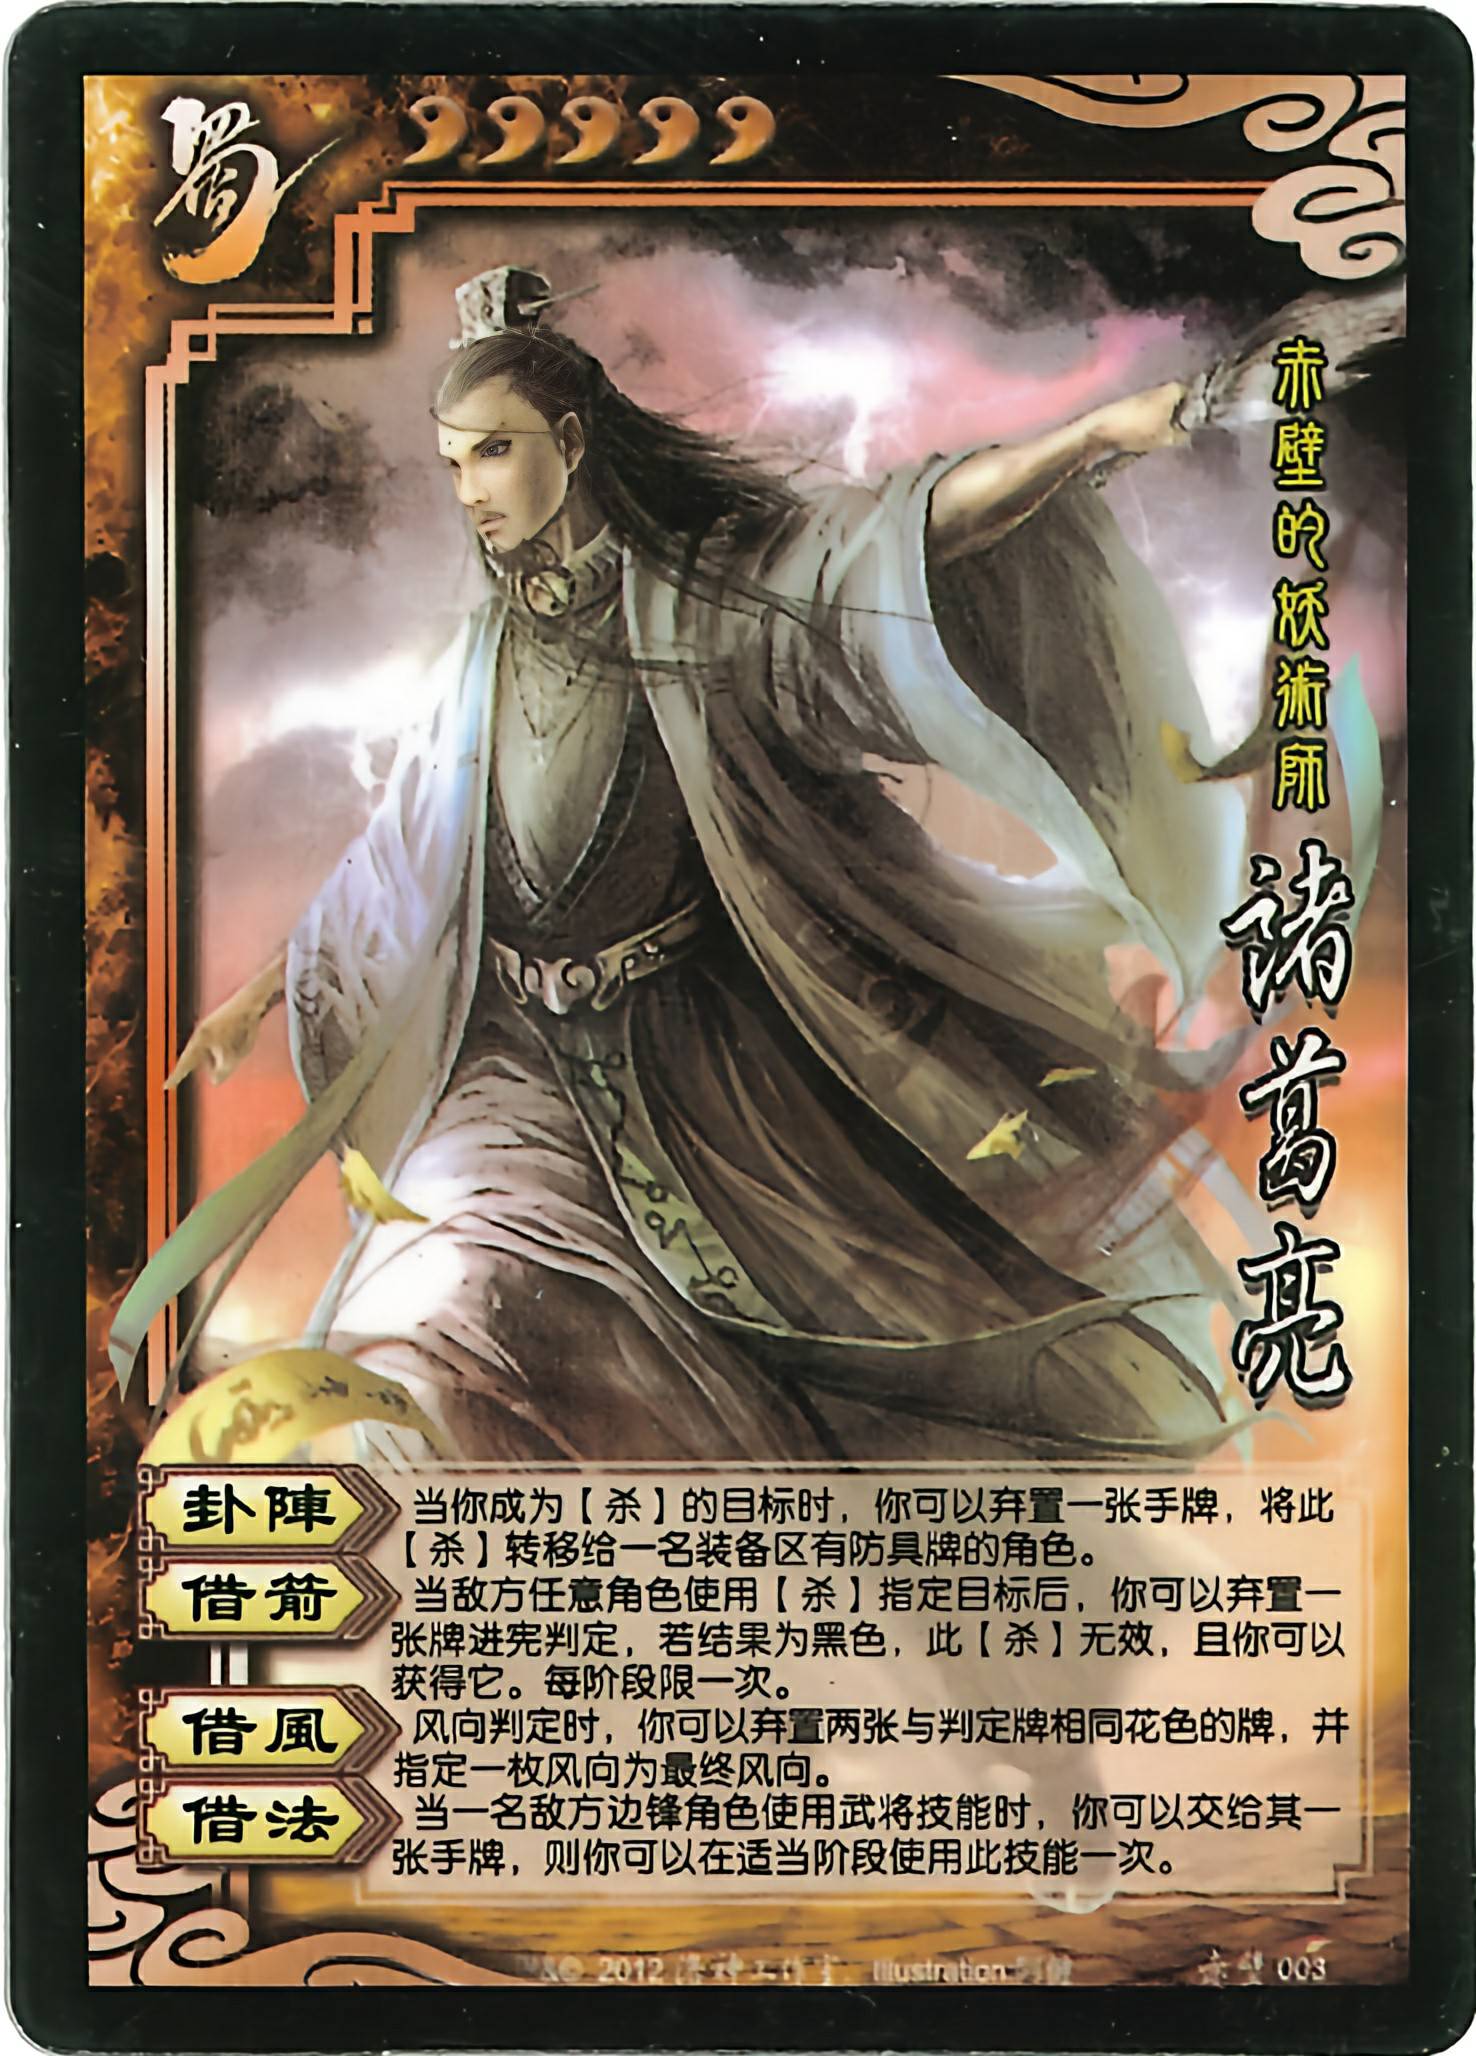 蜀
赤壁的妖術師
诸葛亮
卦陣
当你成为【杀】的目标时，你可以弃置一张手牌，将此
【杀】转移给一名装备区有防具牌的角色。
借箭
当敌方任意角色使用【杀】指定目标后，你可以弃置一
张牌进宪判定，若结果为黑色，此【杀】无效，且你可以
获得它。每阶段限一次。
借風
风向判定时，你可以弃置两张与判定牌相同花色的牌，并
指定一枚风向为最终风向。
借法
当一名敌方边锋角色使用武将技能时，你可以交给其一
张手牌，则你可以在适当阶段使用此技能一次。
&© 2012 Illustration
赤壁 003